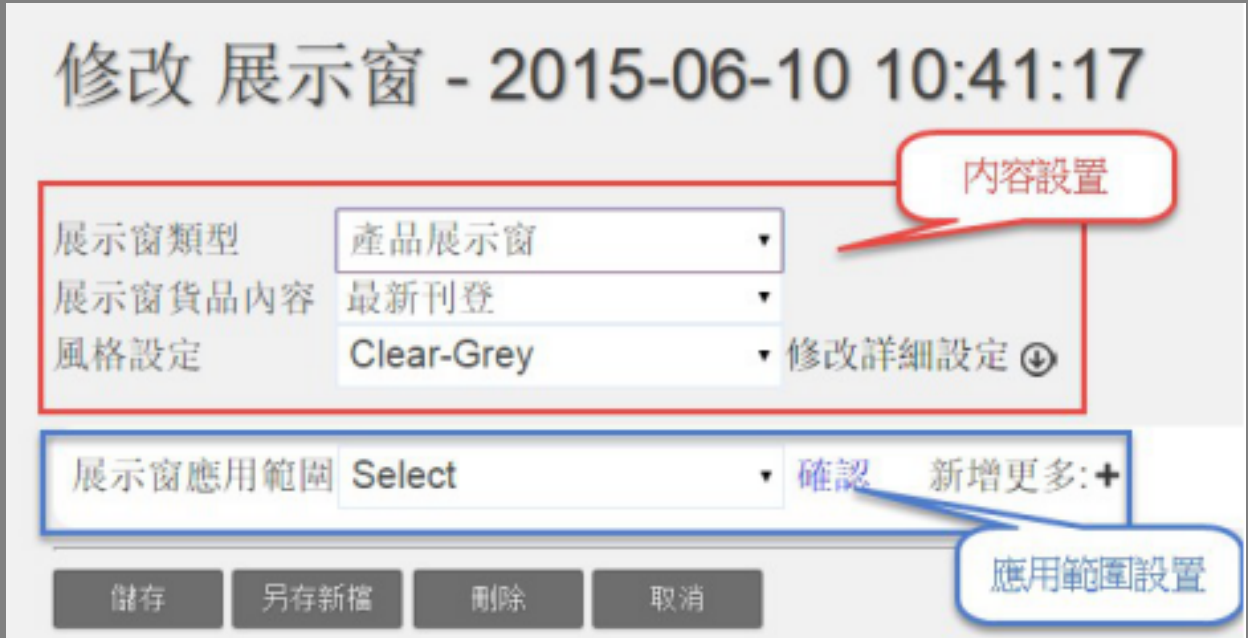 修改 展示窗 - 2015-06-10 10:41:17
內容設置
展示窗類型 產品展示窗
展示窗貨品內容 最新刊登
風格設定 Clear-Grey 修改詳細設定
展示窗應用範圍 Select 確認 新增更多:+
應用範圍設置
儲存 另存新檔 刪除 取消